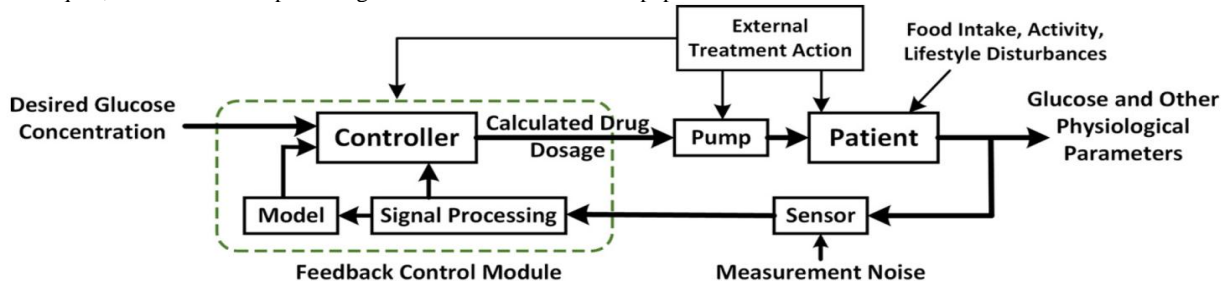 External
Treatment Action
Food Intake, Activity,
Lifestyle Disturbances
Desired Glucose
Concentration
Controller
Calculated Drug
Dosage
Pump
Patient
Glucose and Other
Physiological
Parameters
Model
Signal Processing
Sensor
Feedback Control Module
Measurement Noise